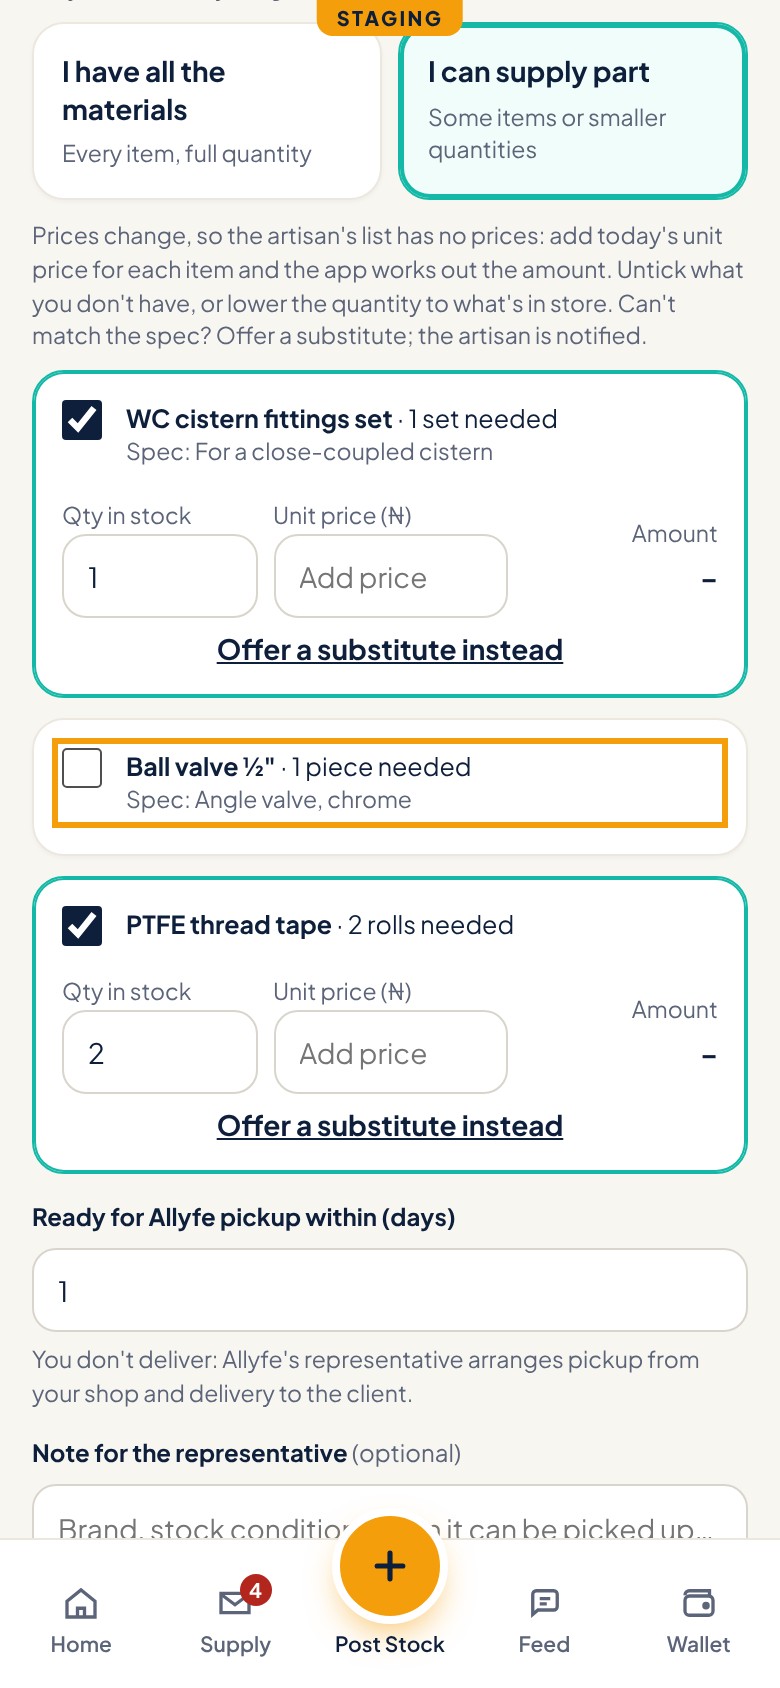 STAGING
I have all the
materials
Every item, full quantity
I can supply part
Some items or smaller
quantities
Prices change, so the artisan's list has no prices: add today's unit
price for each item and the app works out the amount. Untick what
you don't have, or lower the quantity to what's in store. Can't
match the spec? Offer a substitute; the artisan is notified.
WC cistern fittings set · 1 set needed
Spec: For a close-coupled cistern
Qty in stock
Unit price (₦)
Amount
1
Add price
–
Offer a substitute instead
Ball valve ½" · 1 piece needed
Spec: Angle valve, chrome
PTFE thread tape · 2 rolls needed
Qty in stock
Unit price (₦)
Amount
2
Add price
–
Offer a substitute instead
Ready for Allyfe pickup within (days)
1
You don't deliver: Allyfe's representative arranges pickup from
your shop and delivery to the client.
Note for the representative (optional)
Brand, stock it can be picked up...
4
Home
Supply
Post Stock
Feed
Wallet